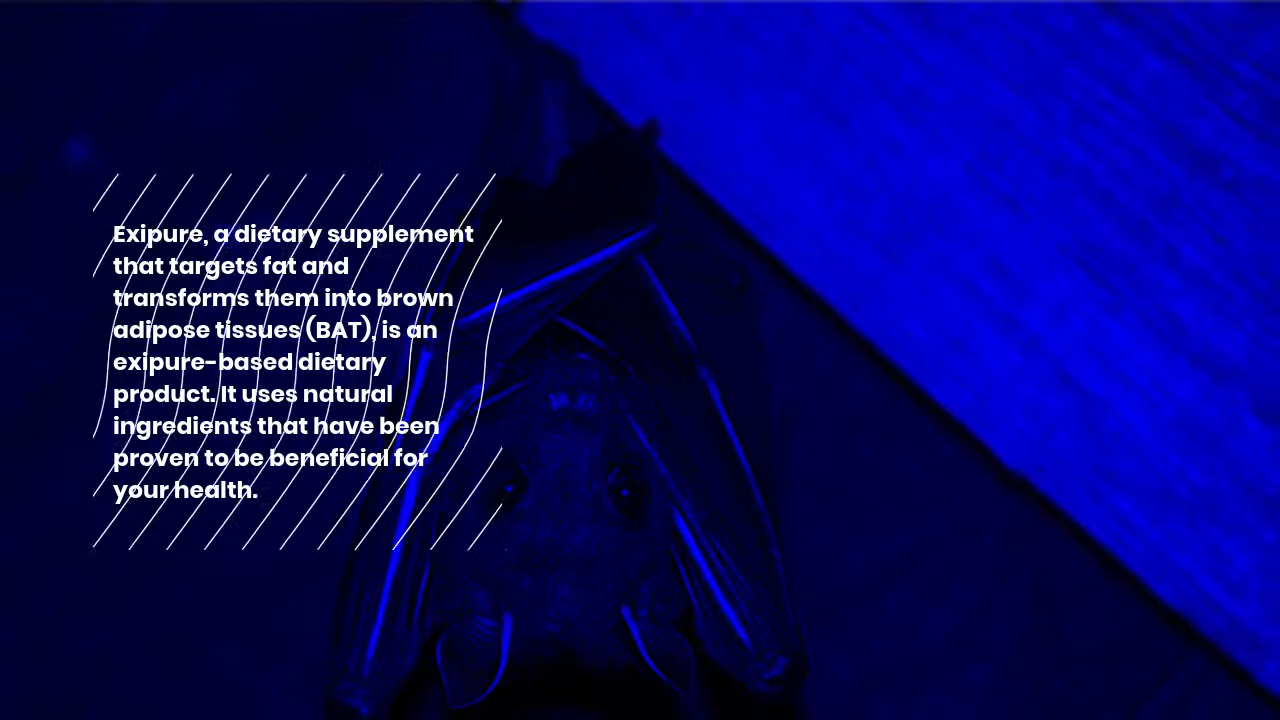 Exipure, a dietary supplement
that targets fat and
transforms them into brown
adipose tissues (BAT), is an
exipure-based dietary
product. It uses natural
ingredients that have been
proven to be beneficial for
your health.